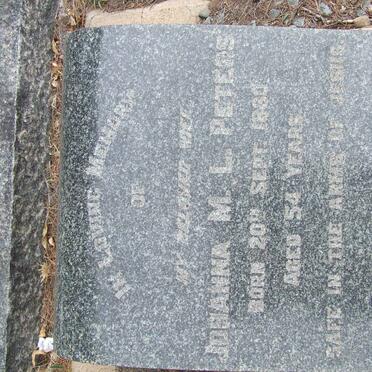 IN LOVING MEMORY
OF
MY BELOVED WIFE
JOHANNA M. L. PETERS
BORN 20TH SEPT. 1880
AGED 54 YEARS
SAFE IN THE ARMS OF JESUS